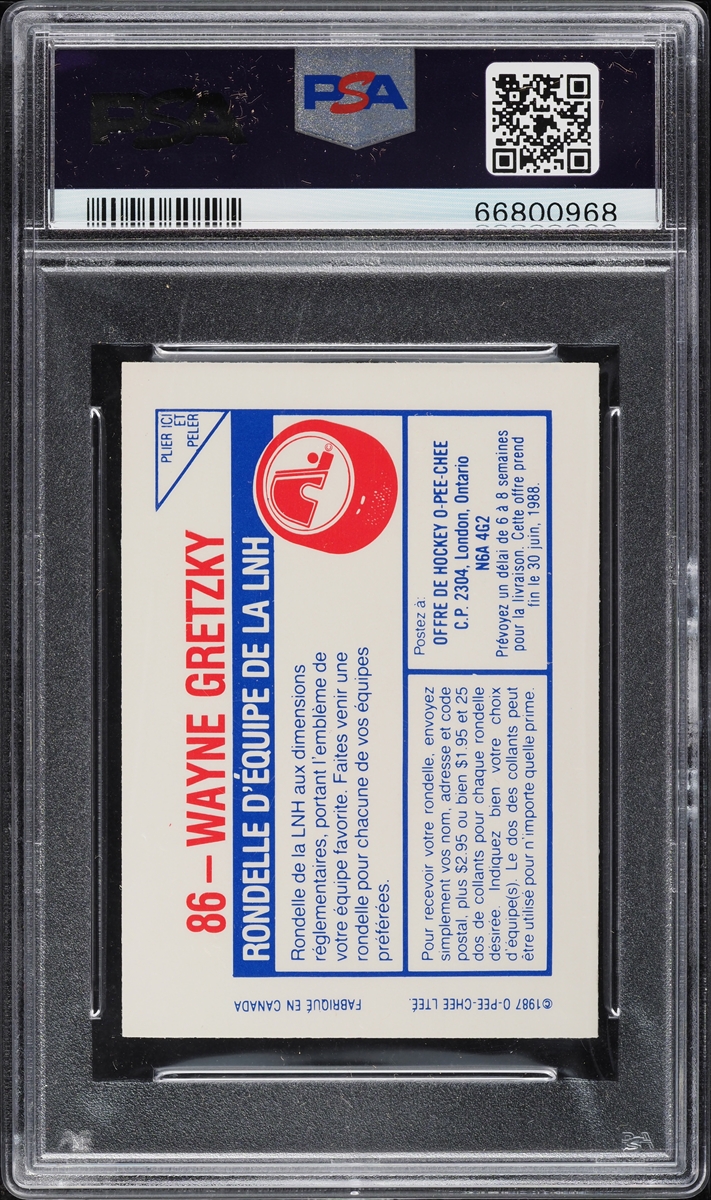 PSA
PSA
66800968
PLIER ICI
ET
PELER
86 – WAYNE GRETZKY
RONDELLE D'ÉQUIPE DE LA LNH
Rondelle de la LNH aux dimensions
réglementaires, portant l'emblème de
votre équipe favorite. Faites venir une
rondelle pour chacune de vos équipes
préférées.
©
Pour recevoir votre rondelle, envoyez
simplement vos nom, adresse et code
postal, plus $2.95 ou bien $1.95 et 25
dos de collants pour chaque rondelle
désirée. Indiquez bien votre choix
d'équipe(s). Le dos des collants peut
être utilisé pour n'importe quelle prime.
Postez à:
OFFRE DE HOCKEY O-PEE-CHEE
C.P. 2304, London, Ontario
N6A 4G2
Prévoyez un délai de 6 à 8 semaines
pour la livraison. Cette offre prend
fin le 30 juin, 1988.
©1987 O-PEE-CHEE LTEÉ.
FABRIQUÉ EN CANADA
PSA